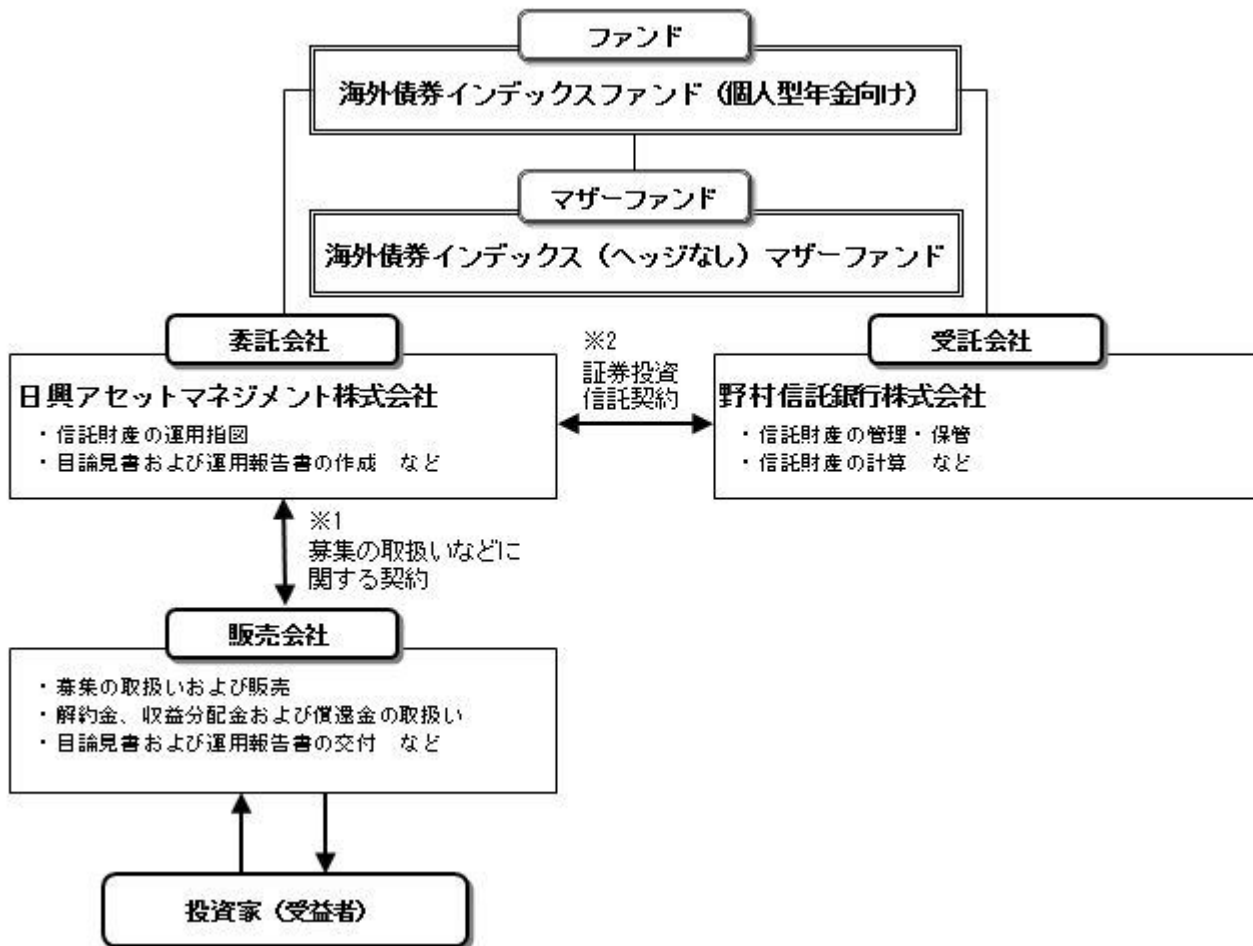 ファンド
海外債券インデックスファンド（個人型年金向け）
マザーファンド
海外債券インデックス（ヘッジなし）マザーファンド
委託会社
日興アセットマネジメント株式会社
・信託財産の運用指図
・目論見書および運用報告書の作成　など
※2
証券投資
信託契約
受託会社
野村信託銀行株式会社
・信託財産の管理・保管
・信託財産の計算　など
※1
募集の取扱いなどに
関する契約
販売会社
・募集の取扱いおよび販売
・解約金、収益分配金および償還金の取扱い
・目論見書および運用報告書の交付　など
投資家（受益者）